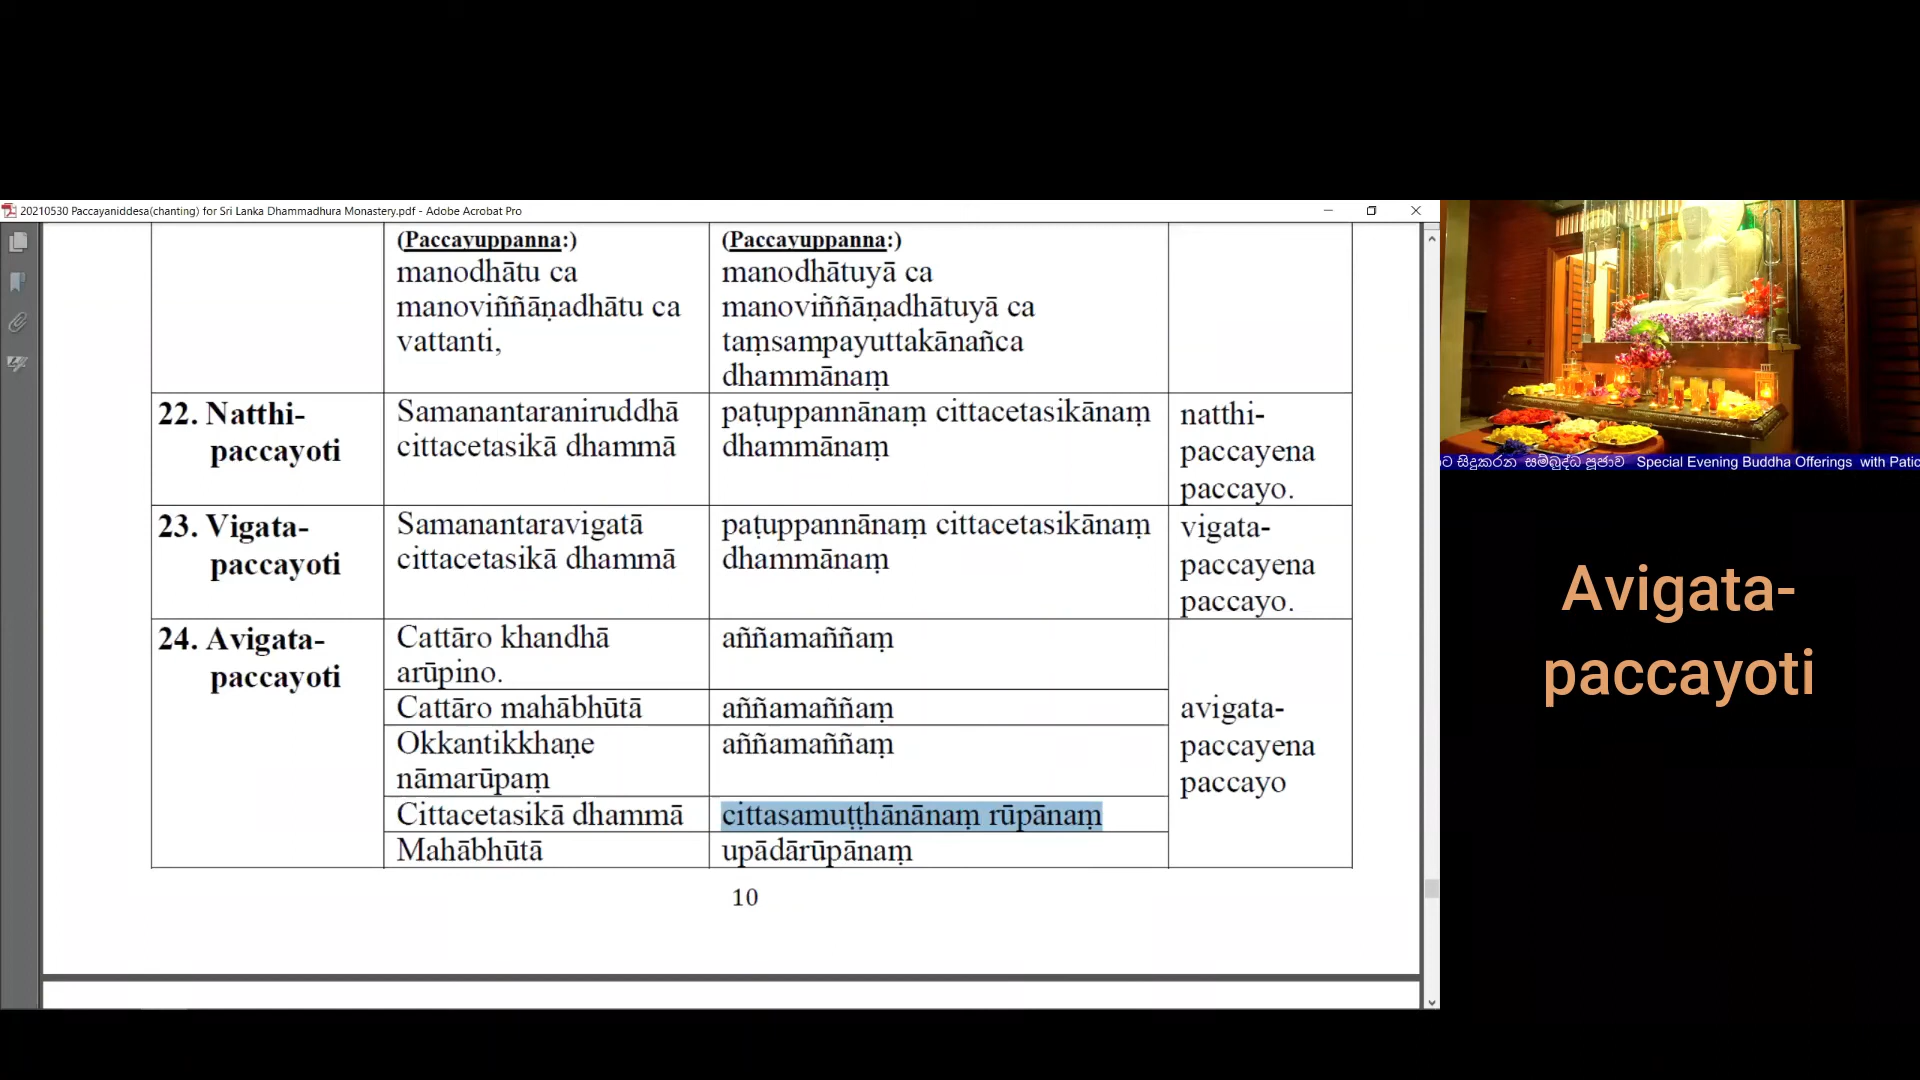 20210530 Paccayaniddesa(chanting) for Sri Lanka Dhammadhura Monastery.pdf - Adobe Acrobat Pro
(Paccayuppanna:)
manodhātu ca
manoviññāṇadhātu ca
vattanti,
(Paccayuppanna:)
manodhātuyā ca
manoviññāṇadhātuyā ca
taṃsampayuttakānañca
dhammānaṃ
22. Natthi-
paccayoti
Samanantaraniruddhā
cittacetasikā dhammā
paṭuppannānaṃ cittacetasikānaṃ
dhammānaṃ
natthi-
paccayena
paccayo.
23. Vigata-
paccayoti
Samanantaravigatā
cittacetasikā dhammā
paṭuppannānaṃ cittacetasikānaṃ
dhammānaṃ
vigata-
paccayena
paccayo.
24. Avigata-
paccayoti
Cattāro khandhā
arūpino.
aññamaññaṃ
Cattāro mahābhūtā
aññamaññaṃ
Okkantikkhaṇe
nāmarūpaṃ
aññamaññaṃ
Cittacetasikā dhammā
cittasamuṭṭhānānaṃ rūpānaṃ
Mahābhūtā
upādārūpānaṃ
avigata-
paccayena
paccayo
10
සිදුකරන සම්බුද්ධ පූජාව Special Evening Buddha Offerings with Patic
Avigata-
paccayoti